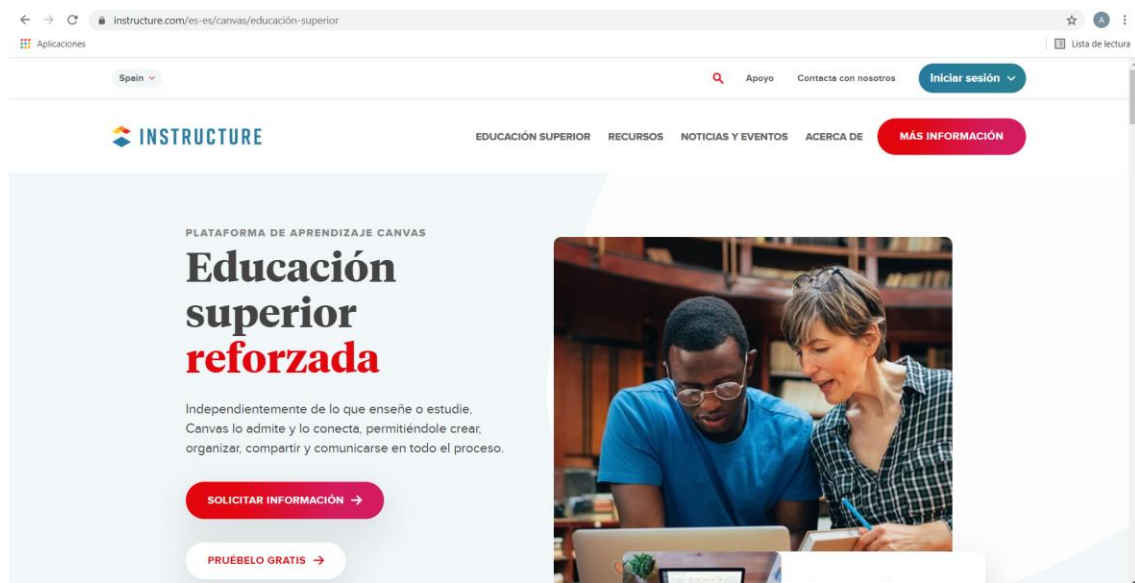 instructure.com/es-es/canvas/educación-superior
A
Aplicaciones
Lista de lectura
Spain
Apoyo
Contacta con nosotros
Iniciar sesión
INSTRUCTURE
EDUCACIÓN SUPERIOR
RECURSOS
NOTICIAS Y EVENTOS
ACERCA DE
MÁS INFORMACIÓN
PLATAFORMA DE APRENDIZAJE CANVAS
Educación
superior
reforzada
Independientemente de lo que enseñe o estudie,
Canvas lo admite y lo conecta, permitiéndole crear,
organizar, compartir y comunicarse en todo el proceso.
SOLICITAR INFORMACIÓN →
PRUÉBELO GRATIS →